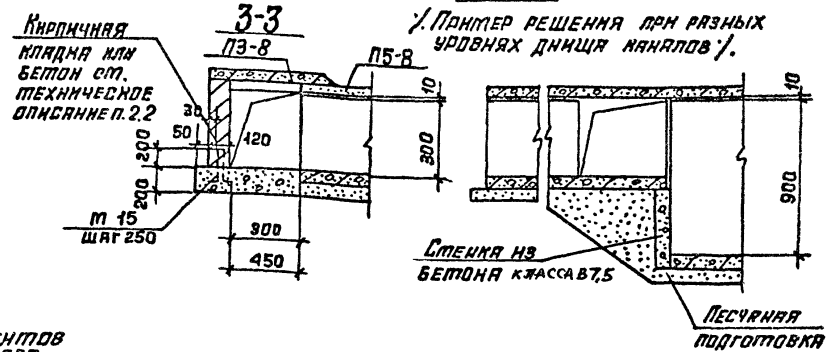 3-3
Кирпичная
кладка или
бетон см.
техническое
описание п. 2.2
П3-8
П5-8
⁒. Пример решения при разных
уровнях днища каналов ⁒.
10
30
50
120
200
200
300
М 15
шаг 250
300
450
10
900
Стенка из
бетона класса В7,5
Песчаная
подготовка